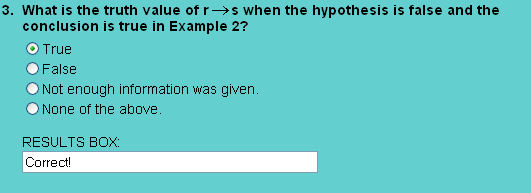 3. What is the truth value of r→s when the hypothesis is false and the
conclusion is true in Example 2?
True
False
Not enough information was given.
None of the above.
RESULTS BOX:
Correct!